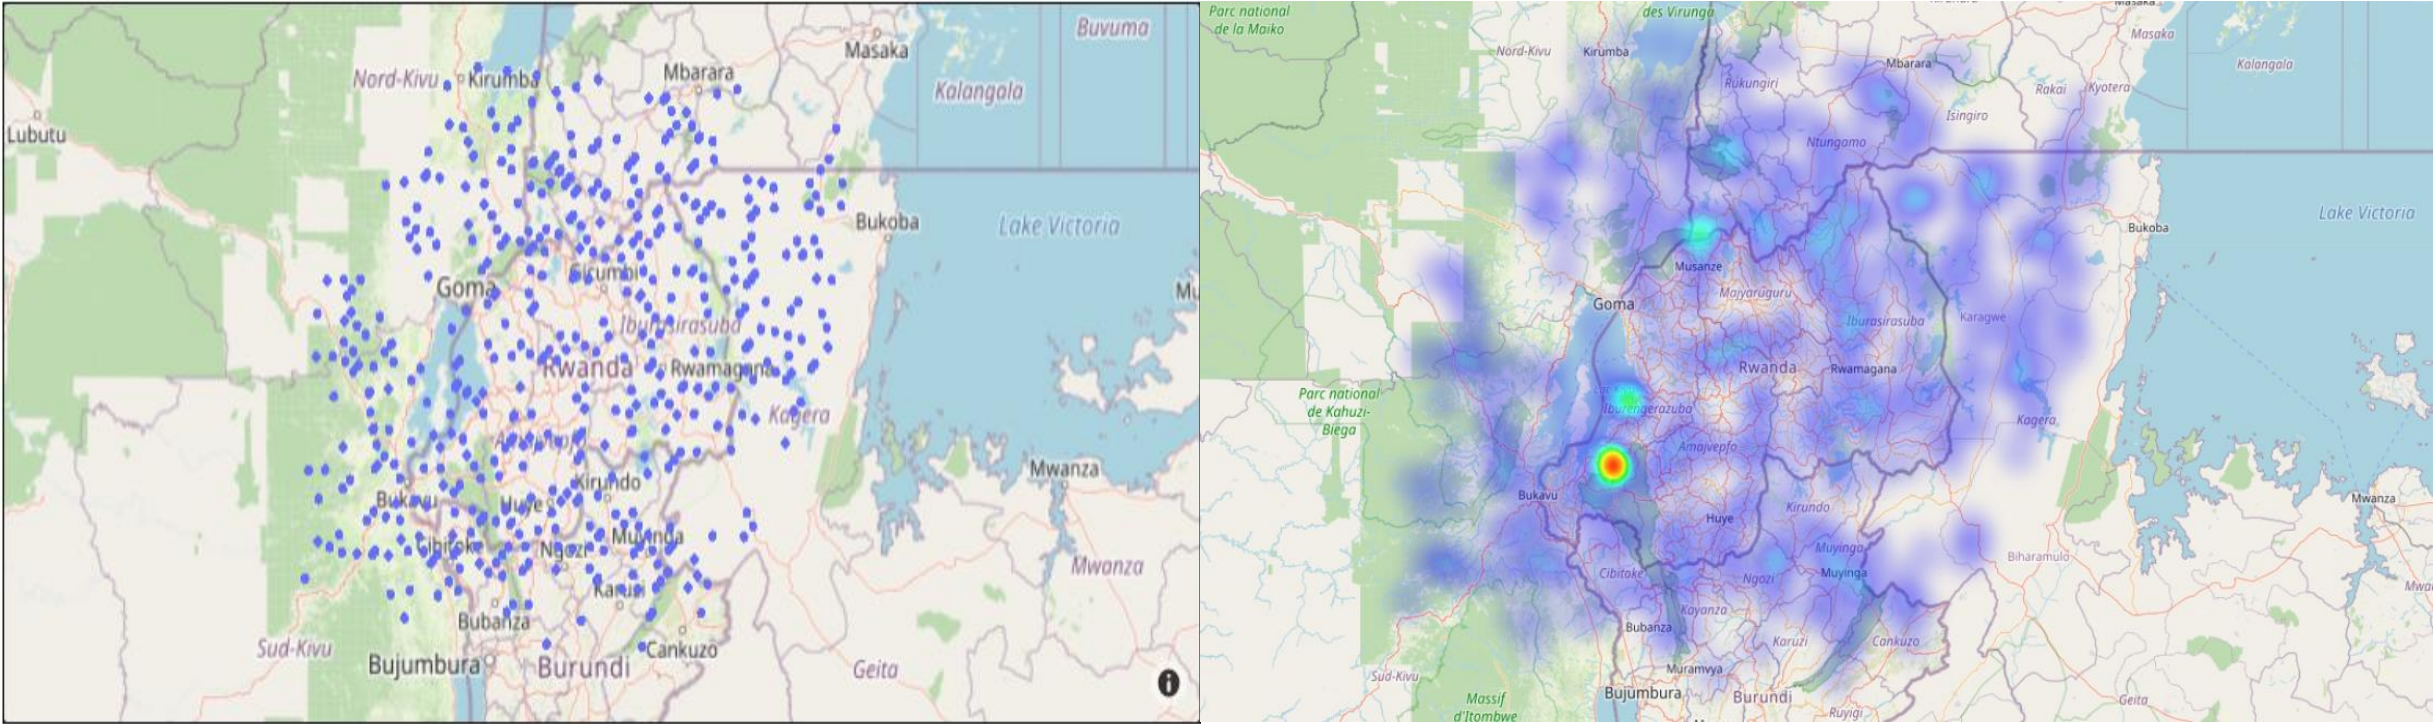 Buvuma
Masaka
Nord-Kivu
Kirumba
Mbarara
Kalangala
Lubutu
Bukoba
Lake Victoria
Goma
Iburasirasuba
Rwanda
Rwamagana
Kagera
Mwanza
Bukavu
Huye
Kirundo
Cibitoke
Ngozi
Muyinga
Mwanza
Karuzi
Bubanza
Cankuzo
Sud-Kivu
Bujumbura
Burundi
Geita
Parc national
de la Maiko
des Virunga
Masaka
Nord-Kivu
Kirumba
Masaka
Mbarara
Kalangala
Rukungiri
Rakai
Kyotera
Isingiro
Ntungamo
Lake Victoria
Bukoba
Musanze
Goma
Majyaruguru
Iburasirasuba
Karagwe
Rwanda
Rwamagana
Parc national
de Kahuzi-
Biega
Iburengerazuba
Kagera
Amajyepfo
Bukavu
Mwanza
Kirundo
Huye
Muyinga
Biharamulo
Cibitoke
Ngozi
Muyinga
Kayanza
Bubanza
Karuzi
Cankuzo
Muramvya
Sud-Kivu
Bujumbura
Burundi
Geita
Massif
d'Itombwe
Ruyigi